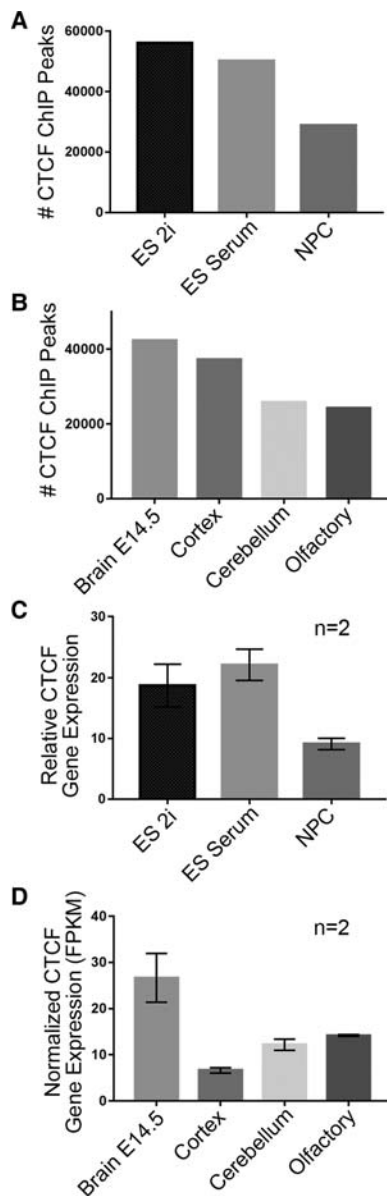 A
# CTCF ChIP Peaks
60000
40000
20000
0
ES 2i
ES Serum
NPC
B
# CTCF ChIP Peaks
40000
20000
0
Brain E14.5
Cortex
Cerebellum
Olfactory
C
n=2
Relative CTCF
Gene Expression
30
20
10
0
ES 2i
ES Serum
NPC
D
n=2
Normalized CTCF
Gene Expression (FPKM)
40
30
20
10
0
Brain E14.5
Cortex
Cerebellum
Olfactory